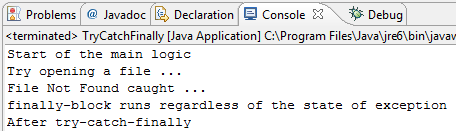 Problems @ Javadoc Declaration Console Debug
<terminated> TryCatchFinally [Java Application] C:\Program Files\Java\jre6\bin\javaw
Start of the main logic
Try opening a file ...
File Not Found caught ...
finally-block runs regardless of the state of exception
After try-catch-finally